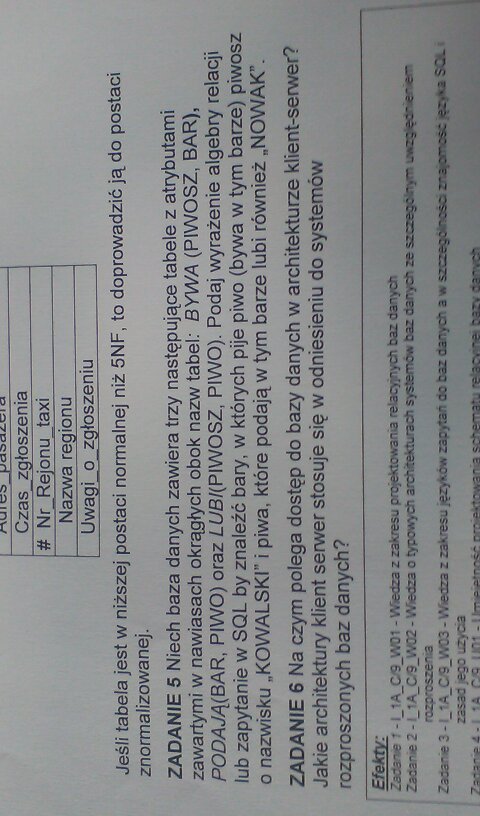 Adres_pasażera
Czas_zgłoszenia
# Nr_Rejonu_taxi
Nazwa regionu
Uwagi_o_zgłoszeniu
Jeśli tabela jest w niższej postaci normalnej niż 5NF, to doprowadzić ją do postaci
znormalizowanej.
ZADANIE 5 Niech baza danych zawiera trzy następujące tabele z atrybutami
zawartymi w nawiasach okrągłych obok nazw tabel: BYWA (PIWOSZ, BAR),
PODAJĄ(BAR, PIWO) oraz LUBI(PIWOSZ, PIWO). Podaj wyrażenie algebry relacji
lub zapytanie w SQL by znaleźć bary, w których pije piwo (bywa w tym barze) piwosz
o nazwisku „KOWALSKI” i piwa, które podają w tym barze lubi również „NOWAK”.
ZADANIE 6 Na czym polega dostęp do bazy danych w architekturze klient-serwer?
Jakie architektury klient serwer stosuje się w odniesieniu do systemów
rozproszonych baz danych?
Efekty:
Zadanie 1 - I_1A_C/9_W01 - Wiedza z zakresu projektowania relacyjnych baz danych
Zadanie 2 - I_1A_C/9_W02 - Wiedza o typowych architekturach systemów baz danych ze szczególnym uwzględnieniem
rozproszenia
Zadanie 3 - I_1A_C/9_W03 - Wiedza z zakresu języków zapytań do baz danych a w szczególności znajomość języka SQL i
zasad jego użycia
Zadanie 4 - I_1A_C/9_U01 - Umiejętność projektowania schematu relacyjnej bazy danych